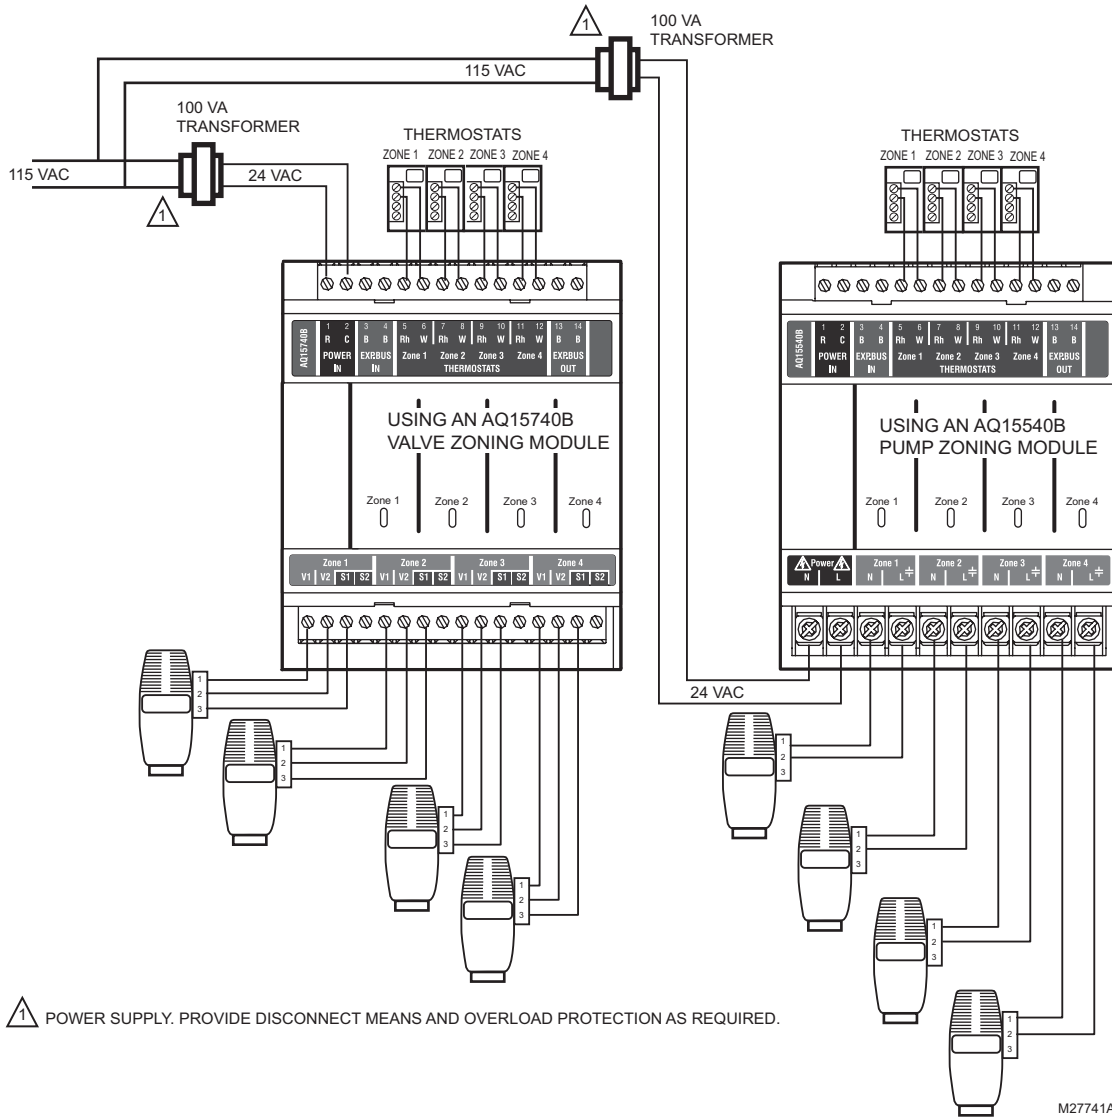 100 VA
TRANSFORMER
115 VAC
100 VA
TRANSFORMER
115 VAC
24 VAC
THERMOSTATS
ZONE 1 ZONE 2 ZONE 3 ZONE 4
THERMOSTATS
ZONE 1 ZONE 2 ZONE 3 ZONE 4
1
1
AQ15740B
1 2 3 4 5 6 7 8 9 10 11 12 13 14
R C B B Rh W Rh W Rh W Rh W B B
POWER EXP.BUS Zone 1 Zone 2 Zone 3 Zone 4 EXP.BUS
IN IN THERMOSTATS OUT
USING AN AQ15740B
VALVE ZONING MODULE
Zone 1 Zone 2 Zone 3 Zone 4
Zone 1 Zone 2 Zone 3 Zone 4
V1 V2 S1 S2 V1 V2 S1 S2 V1 V2 S1 S2 V1 V2 S1 S2
1
2
3
1
2
3
1
2
3
1
2
3
AQ15540B
1 2 3 4 5 6 7 8 9 10 11 12 13 14
R C B B Rh W Rh W Rh W Rh W B B
POWER EXP.BUS Zone 1 Zone 2 Zone 3 Zone 4 EXP.BUS
IN IN THERMOSTATS OUT
USING AN AQ15540B
PUMP ZONING MODULE
Zone 1 Zone 2 Zone 3 Zone 4
Power Zone 1 Zone 2 Zone 3 Zone 4
N L N L N L N L N L
24 VAC
1
2
3
1
2
3
1
2
3
1
2
3
1 POWER SUPPLY. PROVIDE DISCONNECT MEANS AND OVERLOAD PROTECTION AS REQUIRED.
M27741A